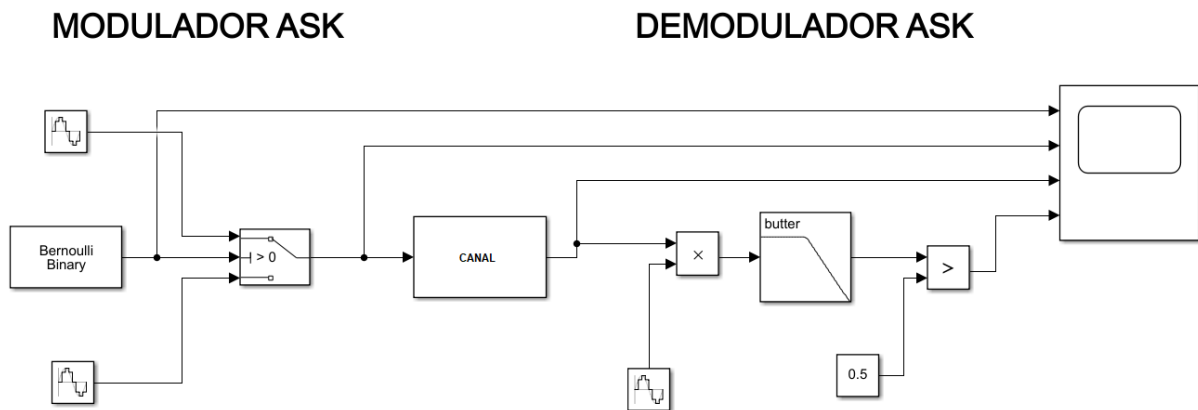 MODULADOR ASK
DEMODULADOR ASK
Bernoulli
Binary
> 0
CANAL
×
butter
>
0.5